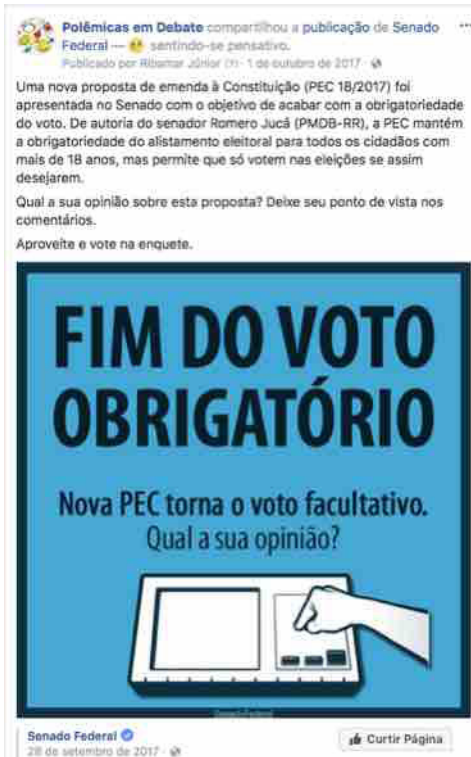 Polêmicas em Debate compartilhou a publicação de Senado
Federal — sentindo-se pensativo.
Publicado por Ribamar Júnior (?) · 1 de outubro de 2017 ·
Uma nova proposta de emenda à Constituição (PEC 18/2017) foi
apresentada no Senado com o objetivo de acabar com a obrigatoriedade
do voto. De autoria do senador Romero Jucá (PMDB-RR), a PEC mantém
a obrigatoriedade do alistamento eleitoral para todos os cidadãos com
mais de 18 anos, mas permite que só votem nas eleições se assim
desejarem.
Qual a sua opinião sobre esta proposta? Deixe seu ponto de vista nos
comentários.
Aproveite e vote na enquete.
FIM DO VOTO
OBRIGATÓRIO
Nova PEC torna o voto facultativo.
Qual a sua opinião?
Senado Federal
Curtir Página
28 de setembro de 2017 ·